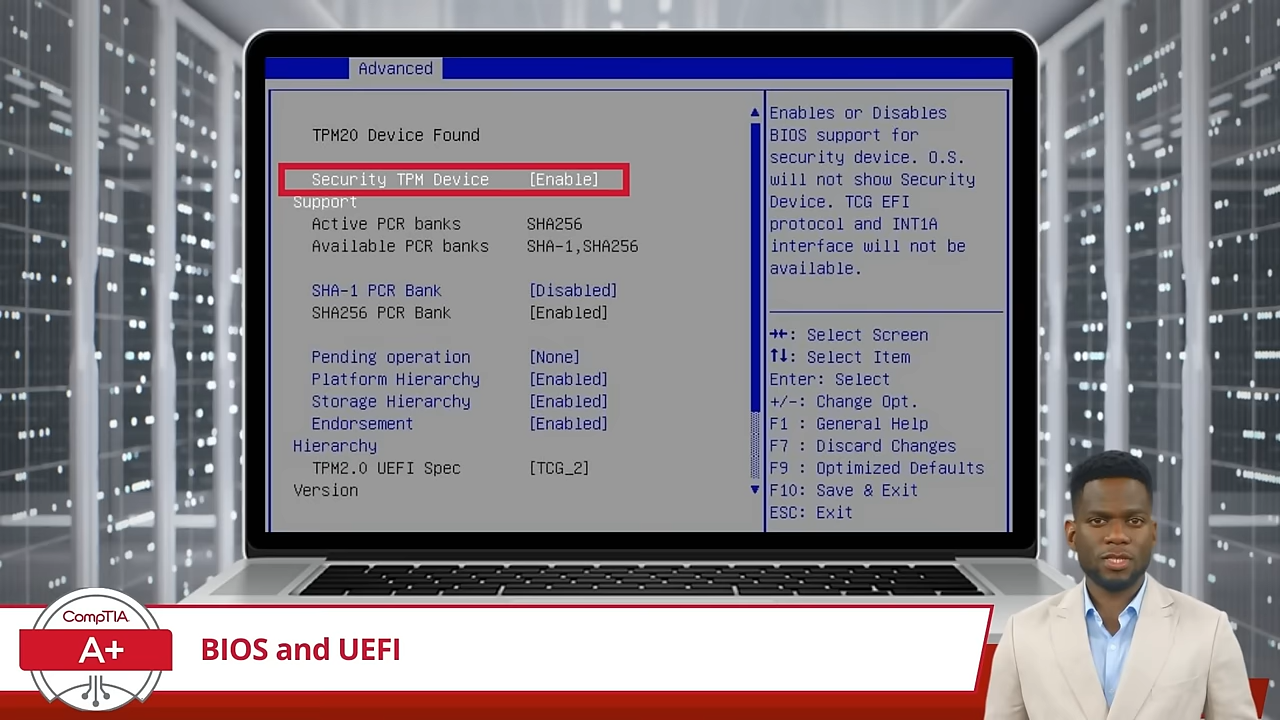 Advanced
TPM20 Device Found
Security TPM Device [Enable]
Support
Active PCR banks SHA256
Available PCR banks SHA-1,SHA256
SHA-1 PCR Bank [Disabled]
SHA256 PCR Bank [Enabled]
Pending operation [None]
Platform Hierarchy [Enabled]
Storage Hierarchy [Enabled]
Endorsement [Enabled]
Hierarchy
TPM2.0 UEFI Spec [TCG_2]
Version
Enables or Disables
BIOS support for
security device. O.S.
will not show Security
Device. TCG EFI
protocol and INT1A
interface will not be
available.
→←: Select Screen
↑↓: Select Item
Enter: Select
+/-: Change Opt.
F1 : General Help
F7 : Discard Changes
F9 : Optimized Defaults
F10: Save & Exit
ESC: Exit
CompTIA
A+
BIOS and UEFI